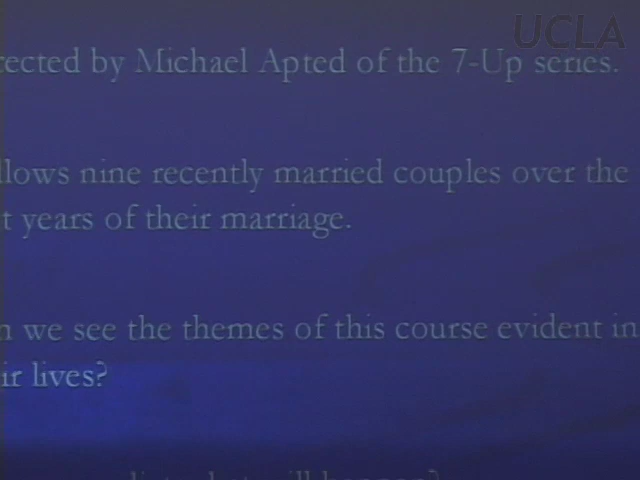 UCLA
rected by Michael Apted of the 7-Up series.
llows nine recently married couples over the
t years of their marriage.
n we see the themes of this course evident in
ir lives?